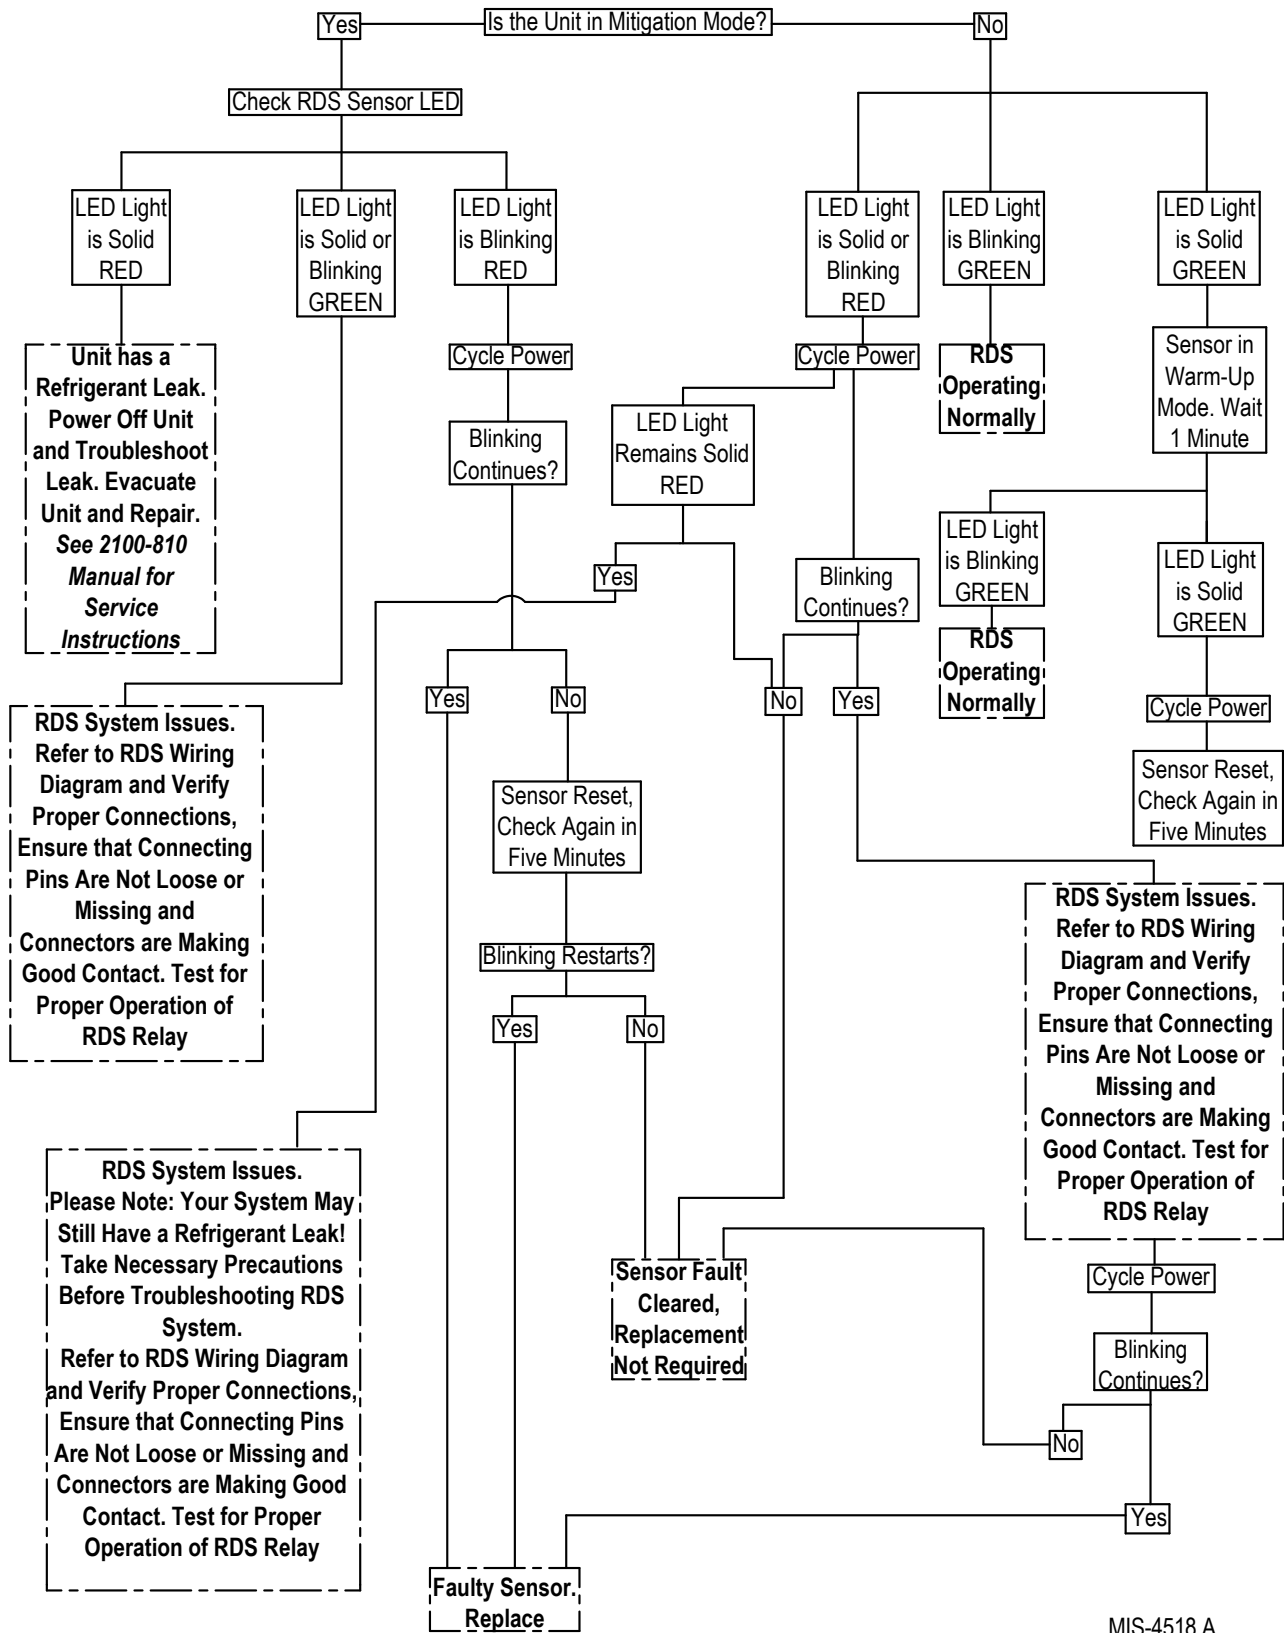 Is the Unit in Mitigation Mode?
Yes
No
Check RDS Sensor LED
LED Light
is Solid
RED
LED Light
is Solid or
Blinking
GREEN
LED Light
is Blinking
RED
LED Light
is Solid or
Blinking
RED
LED Light
is Blinking
GREEN
LED Light
is Solid
GREEN
Unit has a
Refrigerant Leak.
Power Off Unit
and Troubleshoot
Leak. Evacuate
Unit and Repair.
See 2100-810
Manual for
Service
Instructions
Cycle Power
Blinking
Continues?
Cycle Power
LED Light
Remains Solid
RED
RDS
Operating
Normally
Sensor in
Warm-Up
Mode. Wait
1 Minute
LED Light
is Blinking
GREEN
RDS
Operating
Normally
LED Light
is Solid
GREEN
Cycle Power
Sensor Reset,
Check Again in
Five Minutes
Yes
Blinking
Continues?
Yes
No
No
Yes
RDS System Issues.
Refer to RDS Wiring
Diagram and Verify
Proper Connections,
Ensure that Connecting
Pins Are Not Loose or
Missing and
Connectors are Making
Good Contact. Test for
Proper Operation of
RDS Relay
Sensor Reset,
Check Again in
Five Minutes
Blinking Restarts?
Yes
No
RDS System Issues.
Refer to RDS Wiring
Diagram and Verify
Proper Connections,
Ensure that Connecting
Pins Are Not Loose or
Missing and
Connectors are Making
Good Contact. Test for
Proper Operation of
RDS Relay
RDS System Issues.
Please Note: Your System May
Still Have a Refrigerant Leak!
Take Necessary Precautions
Before Troubleshooting RDS
System.
Refer to RDS Wiring Diagram
and Verify Proper Connections,
Ensure that Connecting Pins
Are Not Loose or Missing and
Connectors are Making Good
Contact. Test for Proper
Operation of RDS Relay
Sensor Fault
Cleared,
Replacement
Not Required
Cycle Power
Blinking
Continues?
No
Yes
Faulty Sensor.
Replace
MIS-4518 A